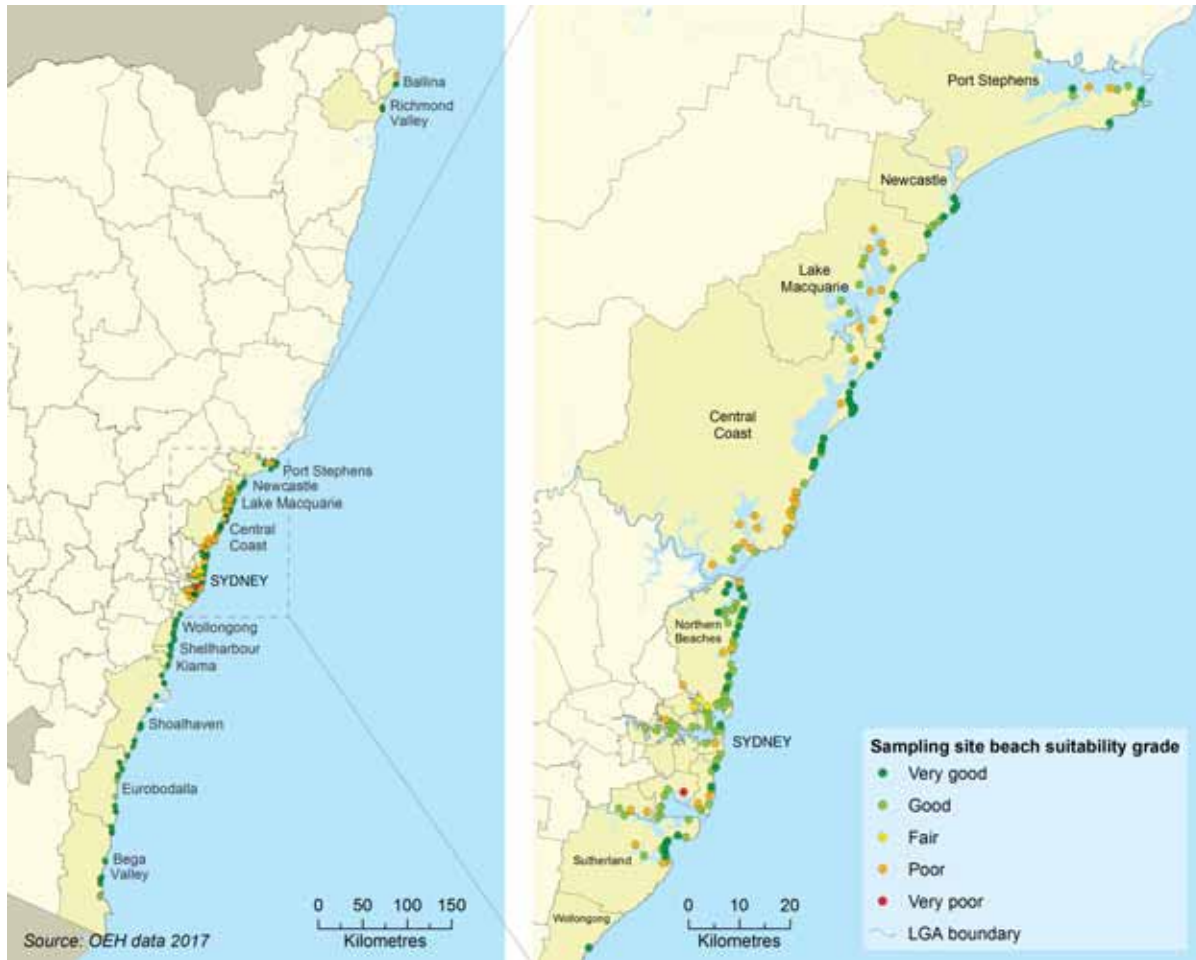 Ballina
Richmond
Valley
Port Stephens
Newcastle
Lake Macquarie
Central
Coast
SYDNEY
Wollongong
Shellharbour
Kiama
Shoalhaven
Eurobodalla
Bega
Valley
0 50 100 150
Kilometres
Source: OEH data 2017
Port Stephens
Newcastle
Lake
Macquarie
Central
Coast
Northern
Beaches
SYDNEY
Sutherland
Wollongong
0 10 20
Kilometres
Sampling site beach suitability grade
Very good
Good
Fair
Poor
Very poor
LGA boundary